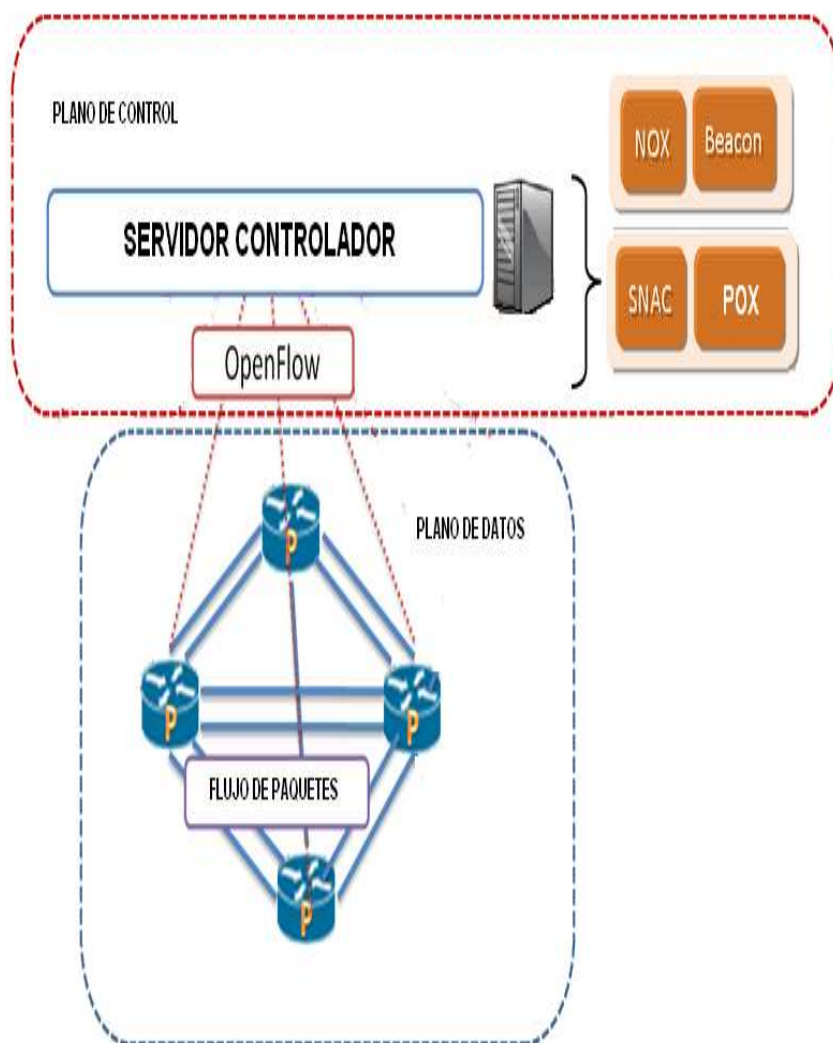 PLANO DE CONTROL
NOX
Beacon
SERVIDOR CONTROLADOR
SNAC
POX
OpenFlow
PLANO DE DATOS
P
P
P
FLUJO DE PAQUETES
P